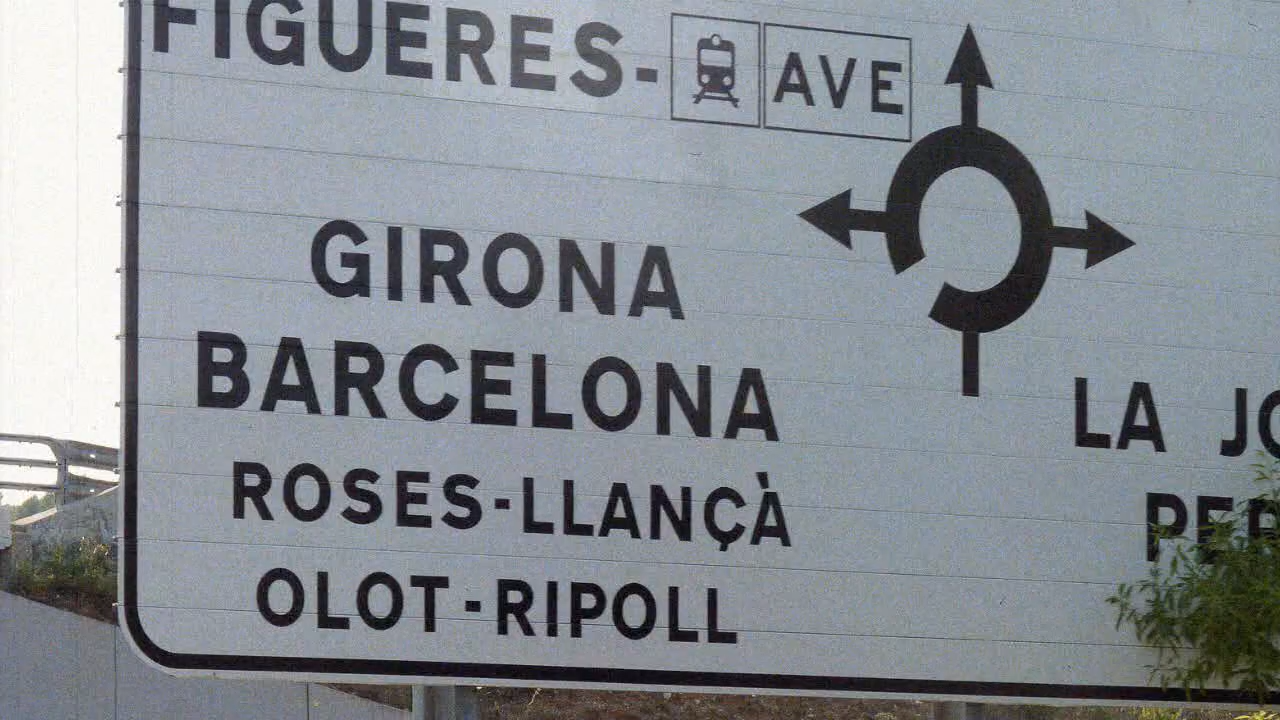 FIGUERES- AVE
GIRONA
BARCELONA
LA
ROSES-LLANÇÀ
OLOT-RIPOLL